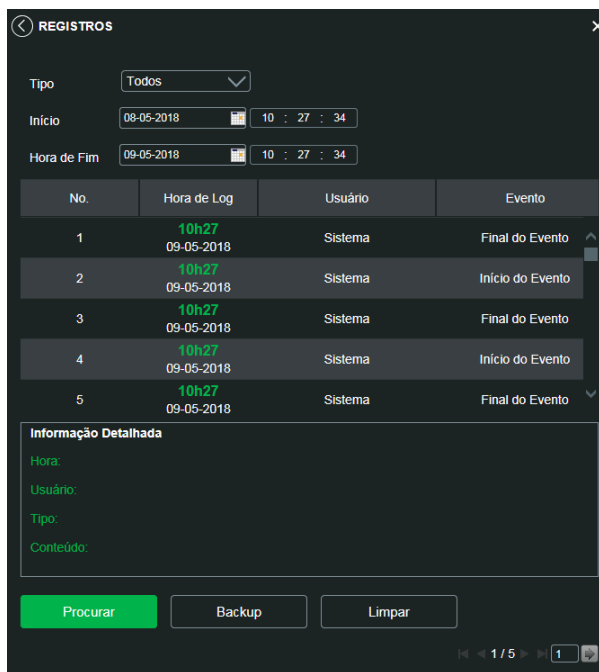 REGISTROS
Tipo Todos
Início 08-05-2018 10 : 27 : 34
Hora de Fim 09-05-2018 10 : 27 : 34
No. Hora de Log Usuário Evento
1 10h27 09-05-2018 Sistema Final do Evento
2 10h27 09-05-2018 Sistema Início do Evento
3 10h27 09-05-2018 Sistema Final do Evento
4 10h27 09-05-2018 Sistema Início do Evento
5 10h27 09-05-2018 Sistema Final do Evento
Informação Detalhada
Hora:
Usuário:
Tipo:
Conteúdo:
Procurar Backup Limpar
1 / 5 1